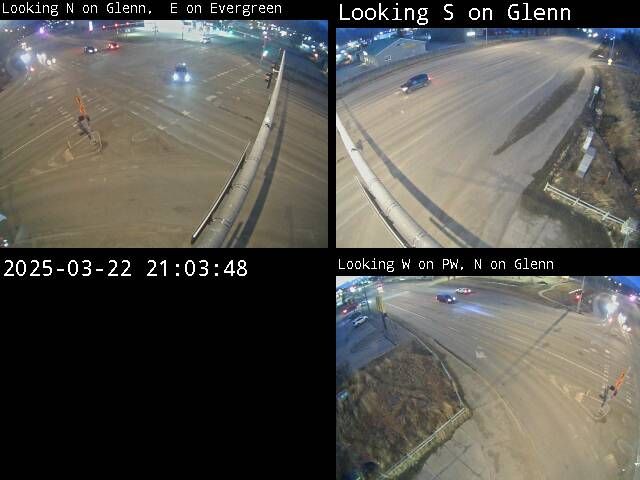 Looking N on Glenn, E on Evergreen
Looking S on Glenn
2025-03-22 21:03:48
Looking W on PW, N on Glenn